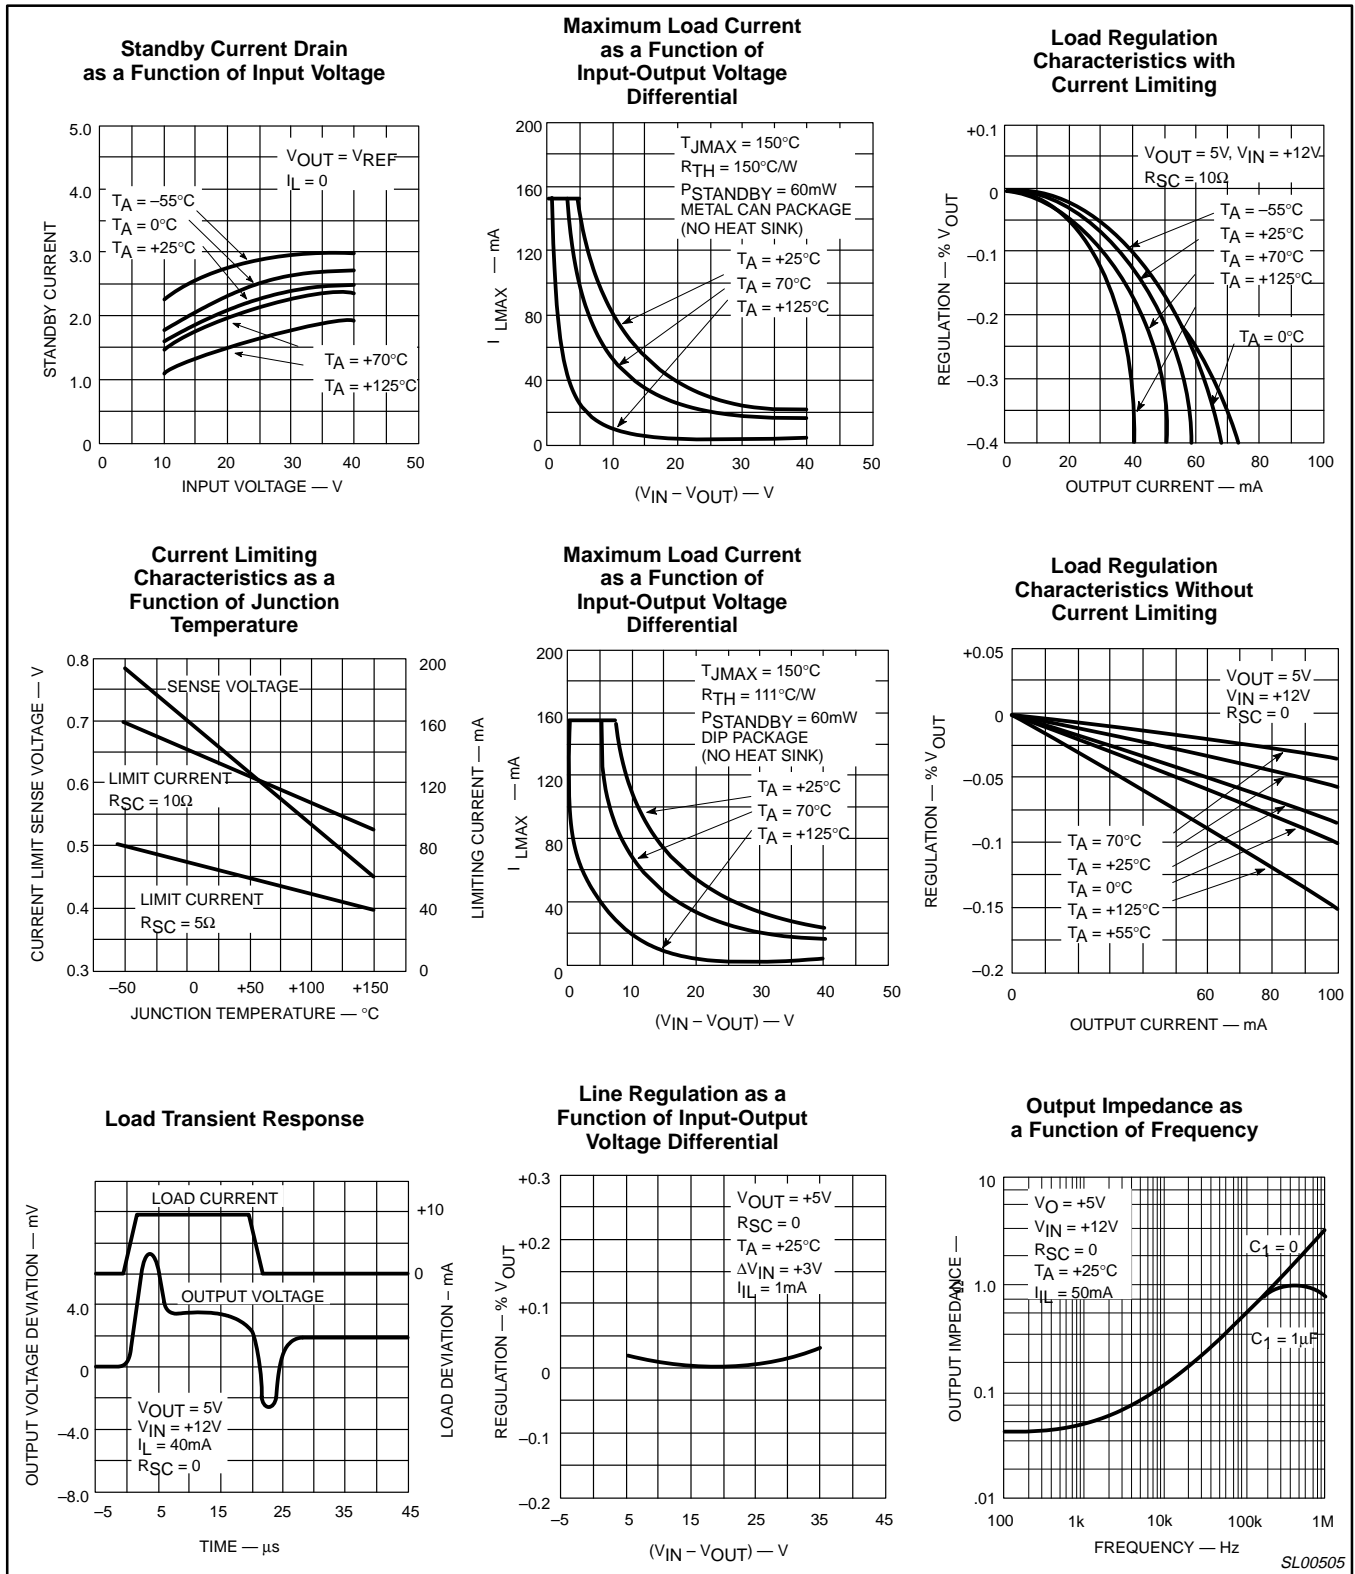 Standby Current Drain
as a Function of Input Voltage
5.0
4.0
3.0
2.0
1.0
0
STANDBY CURRENT
VOUT = VREF
IL = 0
TA = –55°C
TA = 0°C
TA = +25°C
TA = +70°C
TA = +125°C
0 10 20 30 40 50
INPUT VOLTAGE — V
Maximum Load Current
as a Function of
Input-Output Voltage
Differential
200
160
120
80
40
0
I LMAX — mA
TJMAX = 150°C
RTH = 150°C/W
PSTANDBY = 60mW
METAL CAN PACKAGE
(NO HEAT SINK)
TA = +25°C
TA = 70°C
TA = +125°C
0 10 20 30 40 50
(VIN – VOUT) — V
Load Regulation
Characteristics with
Current Limiting
+0.1
0
–0.1
–0.2
–0.3
–0.4
REGULATION — % VOUT
VOUT = 5V, VIN = +12V
RSC = 10Ω
TA = –55°C
TA = +25°C
TA = +70°C
TA = +125°C
TA = 0°C
0 20 40 60 80 100
OUTPUT CURRENT — mA
Current Limiting
Characteristics as a
Function of Junction
Temperature
0.8
0.7
0.6
0.5
0.4
0.3
CURRENT LIMIT SENSE VOLTAGE — V
SENSE VOLTAGE
LIMIT CURRENT
RSC = 10Ω
LIMIT CURRENT
RSC = 5Ω
200
160
120
80
40
0
LIMITING CURRENT — mA
–50 0 +50 +100 +150
JUNCTION TEMPERATURE — °C
Maximum Load Current
as a Function of
Input-Output Voltage
Differential
200
160
120
80
40
0
I LMAX — mA
TJMAX = 150°C
RTH = 111°C/W
PSTANDBY = 60mW
DIP PACKAGE
(NO HEAT SINK)
TA = +25°C
TA = 70°C
TA = +125°C
0 10 20 30 40 50
(VIN – VOUT) — V
Load Regulation
Characteristics Without
Current Limiting
+0.05
0
–0.05
–0.1
–0.15
–0.2
REGULATION — % VOUT
VOUT = 5V
VIN = +12V
RSC = 0
TA = 70°C
TA = +25°C
TA = 0°C
TA = +125°C
TA = +55°C
0 60 80 100
OUTPUT CURRENT — mA
Load Transient Response
OUTPUT VOLTAGE DEVIATION — mV
4.0
0
–4.0
–8.0
LOAD CURRENT
OUTPUT VOLTAGE
VOUT = 5V
VIN = +12V
IL = 40mA
RSC = 0
+10
0
LOAD DEVIATION – mA
–5 5 15 25 35 45
TIME — µs
Line Regulation as a
Function of Input-Output
Voltage Differential
+0.3
+0.2
+0.1
0
–0.1
–0.2
REGULATION — % VOUT
VOUT = +5V
RSC = 0
TA = +25°C
∆VIN = +3V
IIL = 1mA
–5 5 15 25 35 45
(VIN – VOUT) — V
Output Impedance as
a Function of Frequency
10
1.0
0.1
.01
OUTPUT IMPEDANCE — Ω
VO = +5V
VIN = +12V
RSC = 0
TA = +25°C
IIL = 50mA
C1 = 0
C1 = 1µF
100 1k 10k 100k 1M
FREQUENCY — Hz
SL00505